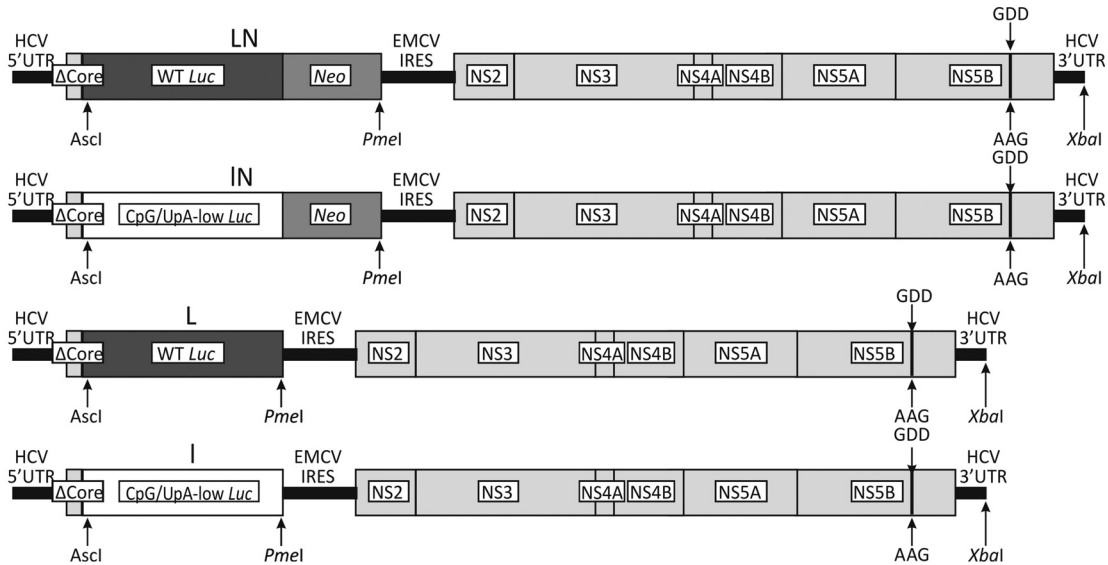 LN
HCV
5'UTR
EMCV
IRES
GDD
HCV
3'UTR
ΔCore
WT Luc
Neo
NS2
NS3
NS4A
NS4B
NS5A
NS5B
AscI
PmeI
AAG
XbaI
lN
HCV
5'UTR
EMCV
IRES
GDD
HCV
3'UTR
ΔCore
CpG/UpA-low Luc
Neo
NS2
NS3
NS4A
NS4B
NS5A
NS5B
AscI
PmeI
AAG
XbaI
L
HCV
5'UTR
EMCV
IRES
GDD
HCV
3'UTR
ΔCore
WT Luc
NS2
NS3
NS4A
NS4B
NS5A
NS5B
AscI
PmeI
AAG
XbaI
l
HCV
5'UTR
EMCV
IRES
GDD
HCV
3'UTR
ΔCore
CpG/UpA-low Luc
NS2
NS3
NS4A
NS4B
NS5A
NS5B
AscI
PmeI
AAG
XbaI